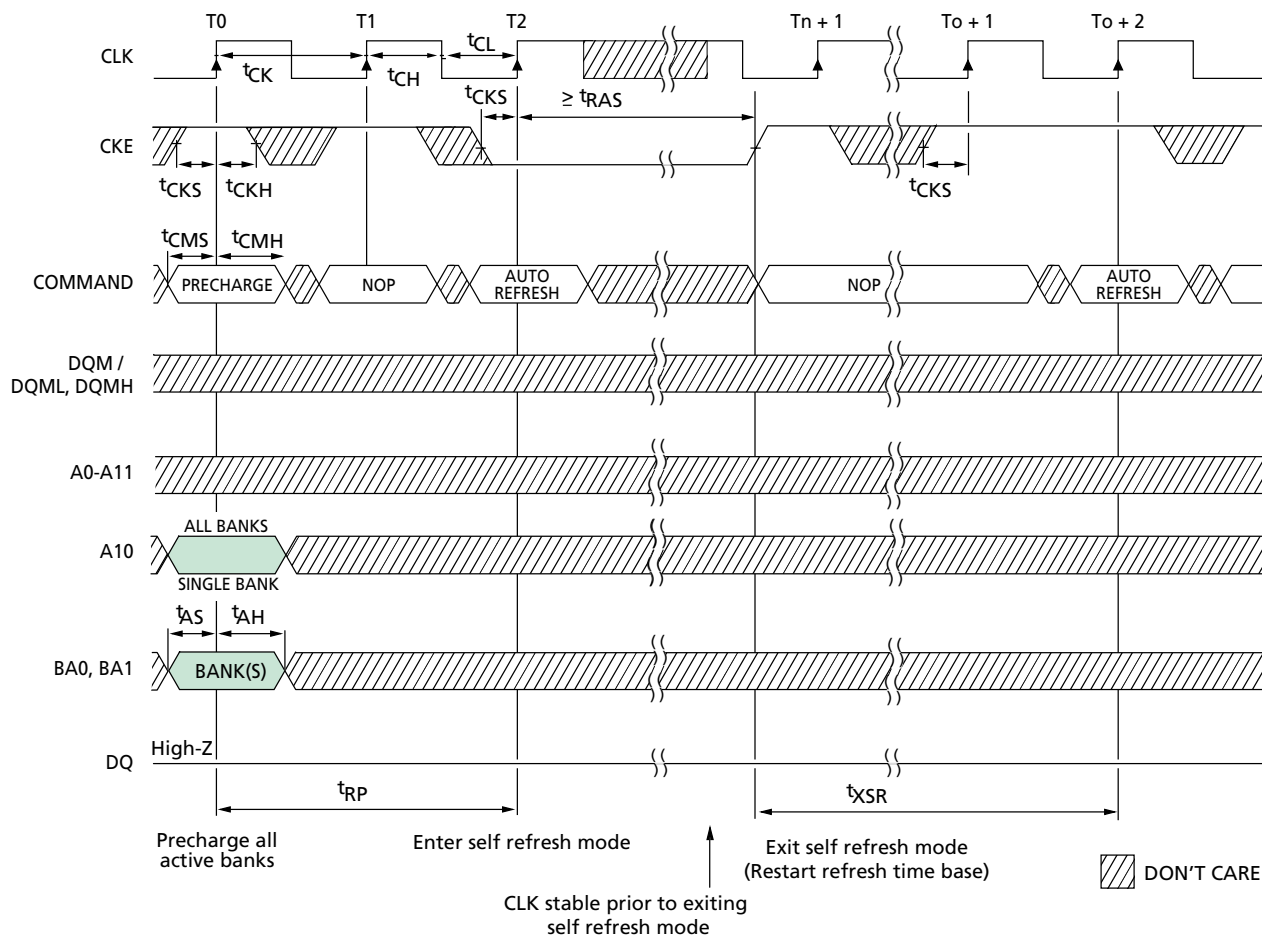 T0 T1 T2 Tn + 1 To + 1 To + 2
CLK
tCK tCH tCL
tCKS ≥ tRAS
CKE
tCKS tCKH tCKS
tCMS tCMH
COMMAND PRECHARGE NOP AUTO REFRESH NOP AUTO REFRESH
DQM /
DQML, DQMH
A0-A11
ALL BANKS
A10
SINGLE BANK
tAS tAH
BA0, BA1 BANK(S)
High-Z
DQ
tRP tXSR
Precharge all
active banks
Enter self refresh mode
CLK stable prior to exiting
self refresh mode
Exit self refresh mode
(Restart refresh time base)
DON'T CARE